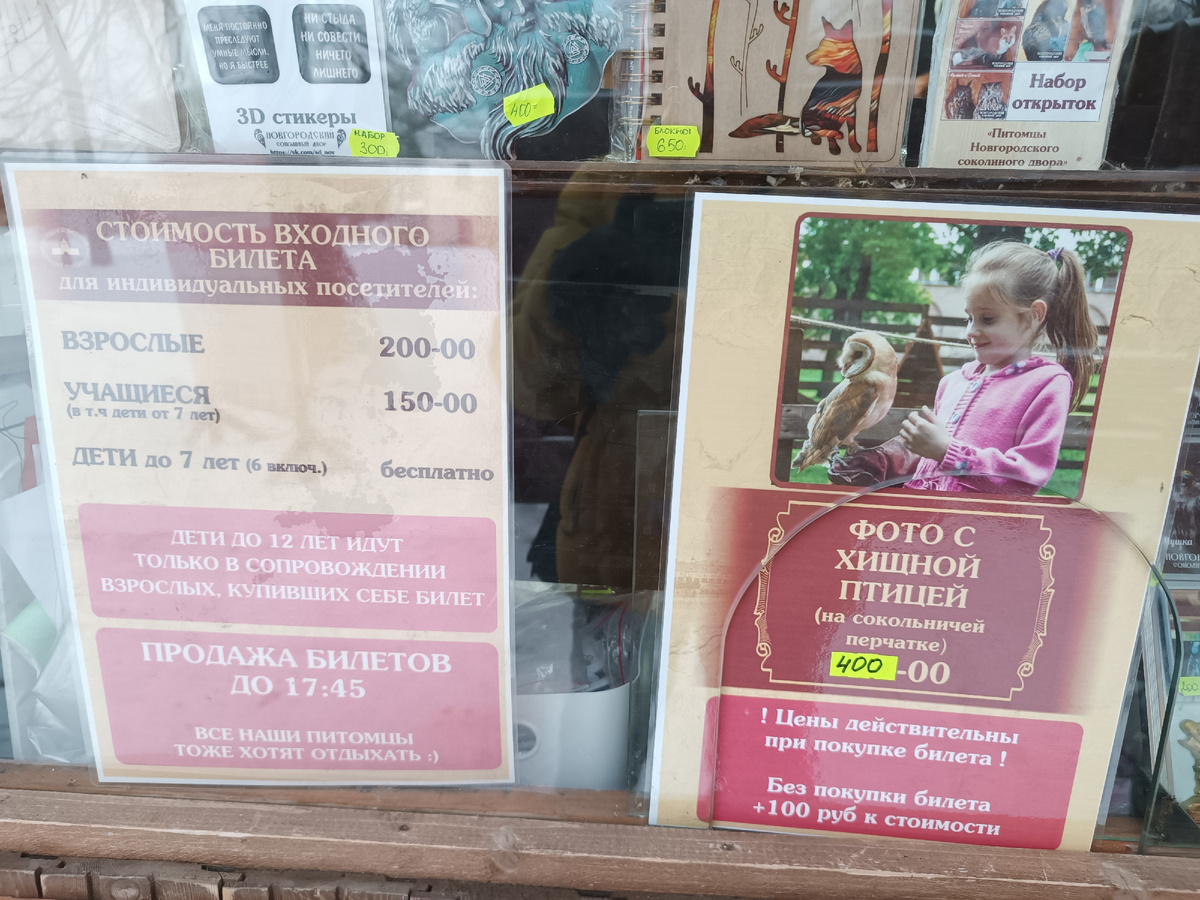 МЕНЯ ПОСТОЯННО
ПРЕСЛЕДУЮТ
УМНЫЕ МЫСЛИ,
НО Я БЫСТРЕЕ
НИ СТЫДА
НИ СОВЕСТИ
НИЧЕГО
ЛИШНЕГО
3D стикеры
НОВГОРОДСКИЙ
СОКОЛИНЫЙ ДВОР
НАБОР
300
400=
БЛОКНОТ
650
Набор
открыток
«Питомцы
Новгородского
соколиного двора»
СТОИМОСТЬ ВХОДНОГО
БИЛЕТА
для индивидуальных посетителей:
ВЗРОСЛЫЕ 200-00
УЧАЩИЕСЯ 150-00
(в т.ч дети от 7 лет)
ДЕТИ до 7 лет (6 включ.) бесплатно
ДЕТИ ДО 12 ЛЕТ ИДУТ
ТОЛЬКО В СОПРОВОЖДЕНИИ
ВЗРОСЛЫХ, КУПИВШИХ СЕБЕ БИЛЕТ
ПРОДАЖА БИЛЕТОВ
ДО 17:45
ВСЕ НАШИ ПИТОМЦЫ
ТОЖЕ ХОТЯТ ОТДЫХАТЬ :)
ФОТО С
ХИЩНОЙ
ПТИЦЕЙ
(на сокольничей
перчатке)
400-00
! Цены действительны
при покупке билета !
Без покупки билета
+100 руб к стоимости